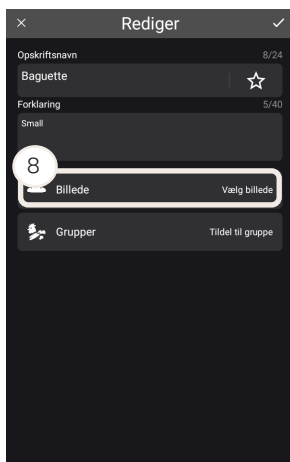 Rediger
Opskriftsnavn 8/24
Baguette
Forklaring 5/40
Small
8
Billede Vælg billede
Grupper Tildel til gruppe